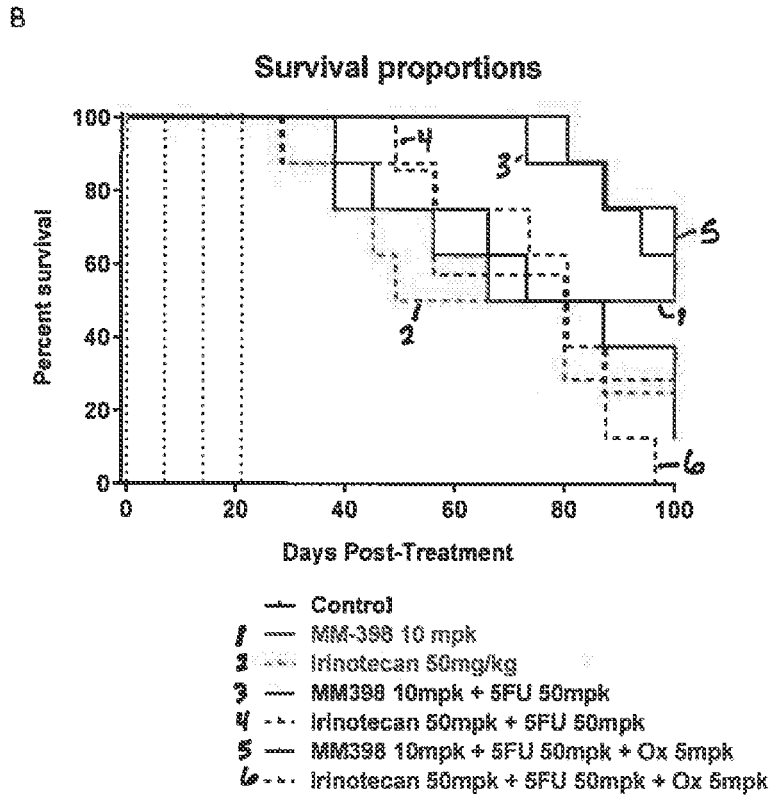 B
Survival proportions
100
80
60
40
20
0
Percent survival
4
3
5
2
1
6
0 20 40 60 80 100
Days Post-Treatment
Control
1 MM-398 10 mpk
2 Irinotecan 50mg/kg
3 MM398 10mpk + 5FU 50mpk
4 Irinotecan 50mpk + 5FU 50mpk
5 MM398 10mpk + 5FU 50mpk + Ox 5mpk
6 Irinotecan 50mpk + 5FU 50mpk + Ox 5mpk